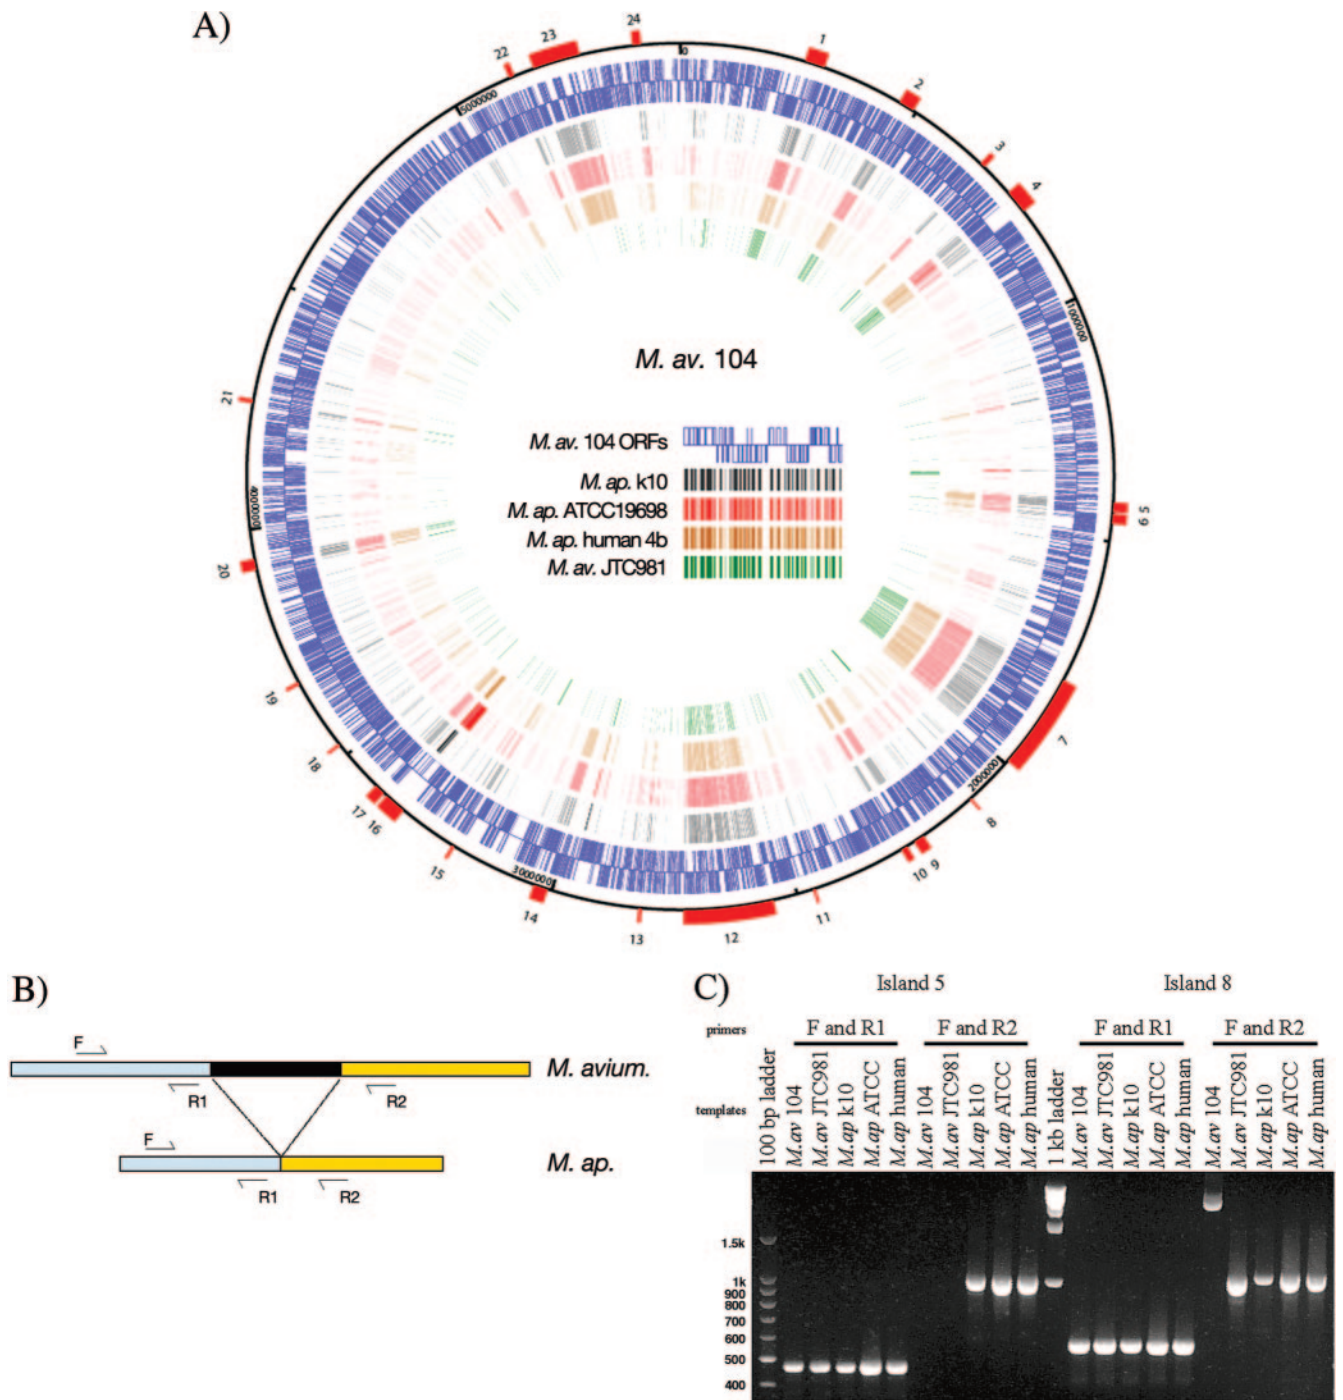 A)
24
23
22
0
1
2
3
4
5000000
1000000
M. av. 104
M. av. 104 ORFs
M. ap. k10
M. ap. ATCC19698
M. ap. human 4b
M. av. JTC981
21
4000000
20
5
6
7
2000000
8
9
10
11
12
13
14
3000000
15
16
17
18
19
B)
F
R1
R2
M. avium.
F
R1
R2
M. ap.
C)
Island 5
Island 8
primers
F and R1
F and R2
F and R1
F and R2
templates
100 bp ladder
M.av 104
M.av JTC981
M.ap k10
M.ap ATCC
M.ap human
M.av 104
M.av JTC981
M.ap k10
M.ap ATCC
M.ap human
1 kb ladder
M.av 104
M.av JTC981
M.ap k10
M.ap ATCC
M.ap human
M.av 104
M.av JTC981
M.ap k10
M.ap ATCC
M.ap human
1.5k
1k
900
800
700
600
500
400